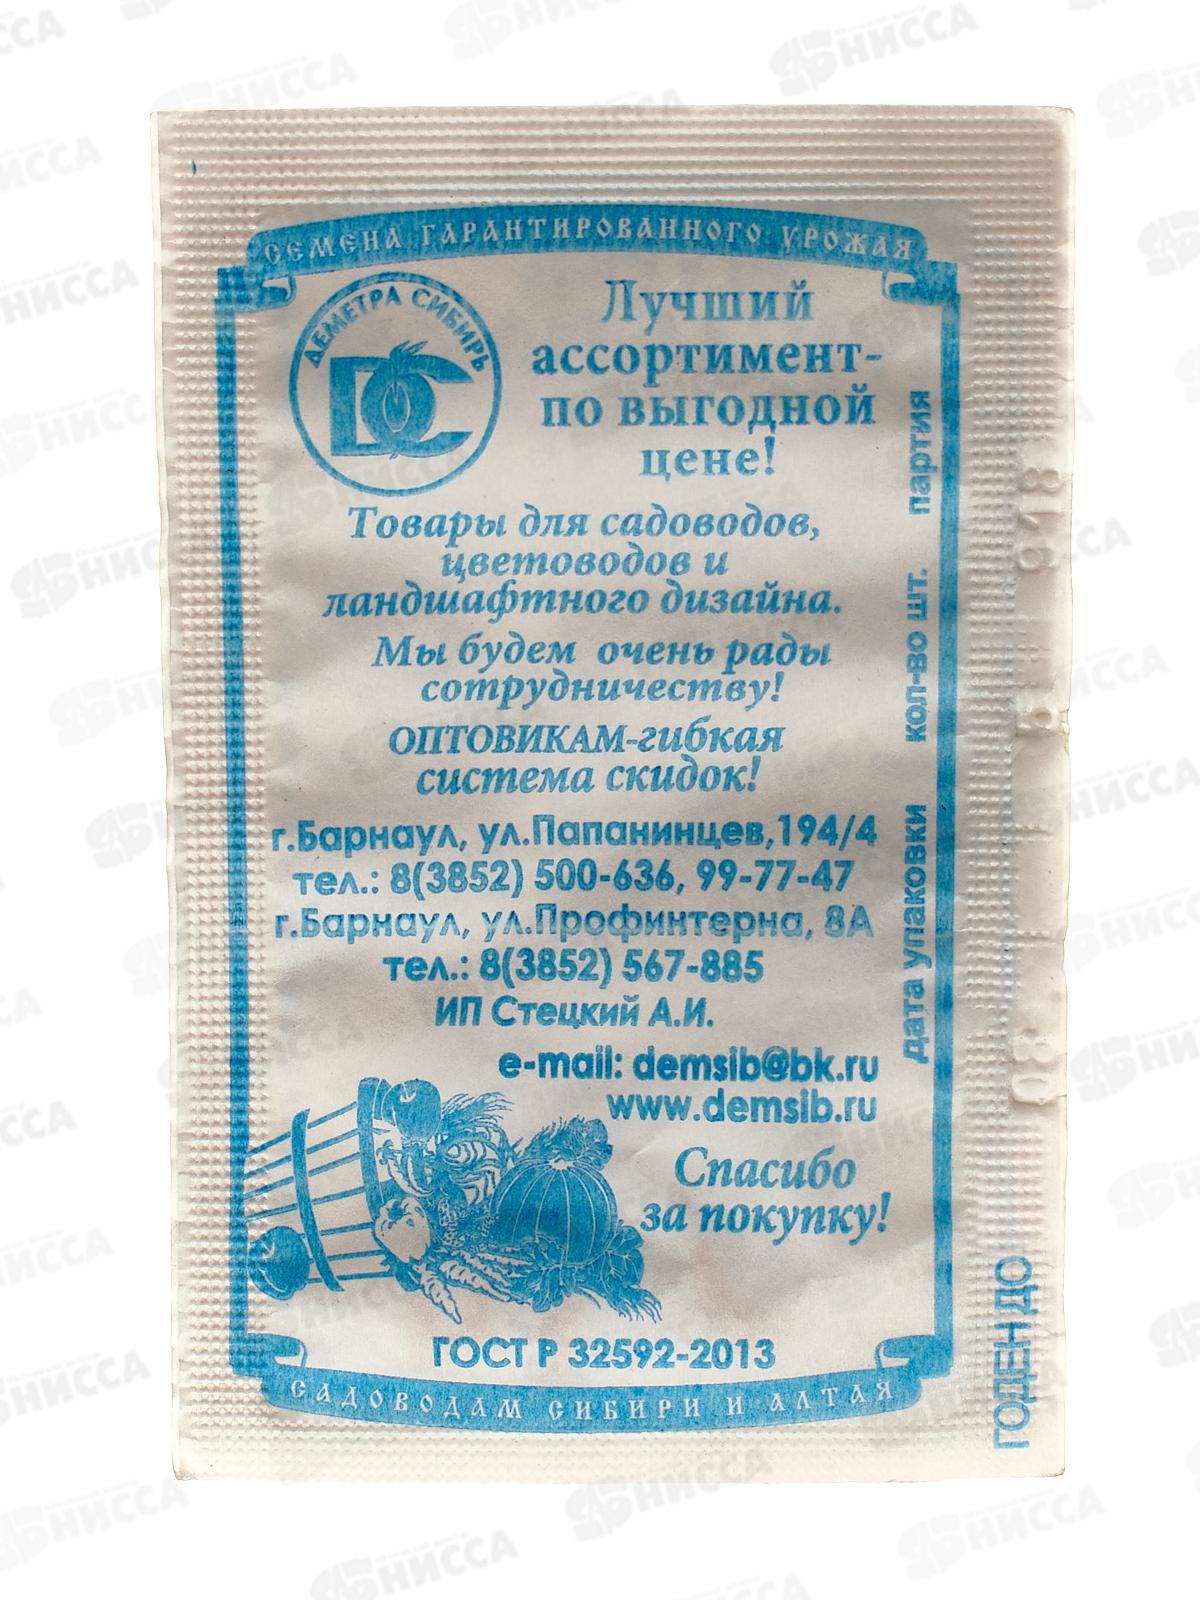 СЕМЕНА ГАРАНТИРОВАННОГО УРОЖАЯ
ДЕМЕТРА СИБИРЬ
DC
Лучший
ассортимент-
по выгодной
цене!
Товары для садоводов,
цветоводов и
ландшафтного дизайна.
Мы будем очень рады
сотрудничеству!
ОПТОВИКАМ-гибкая
система скидок!
г.Барнаул, ул.Папанинцев,194/4
тел.: 8(3852) 500-636, 99-77-47
г.Барнаул, ул.Профинтерна, 8А
тел.: 8(3852) 567-885
ИП Стецкий А.И.
e-mail: demsib@bk.ru
www.demsib.ru
Спасибо
за покупку!
ГОСТ Р 32592-2013
САДОВОДАМ СИБИРИ И АЛТАЯ
дата упаковки кол-во шт. партия
ГОДЕН ДО
НИССА